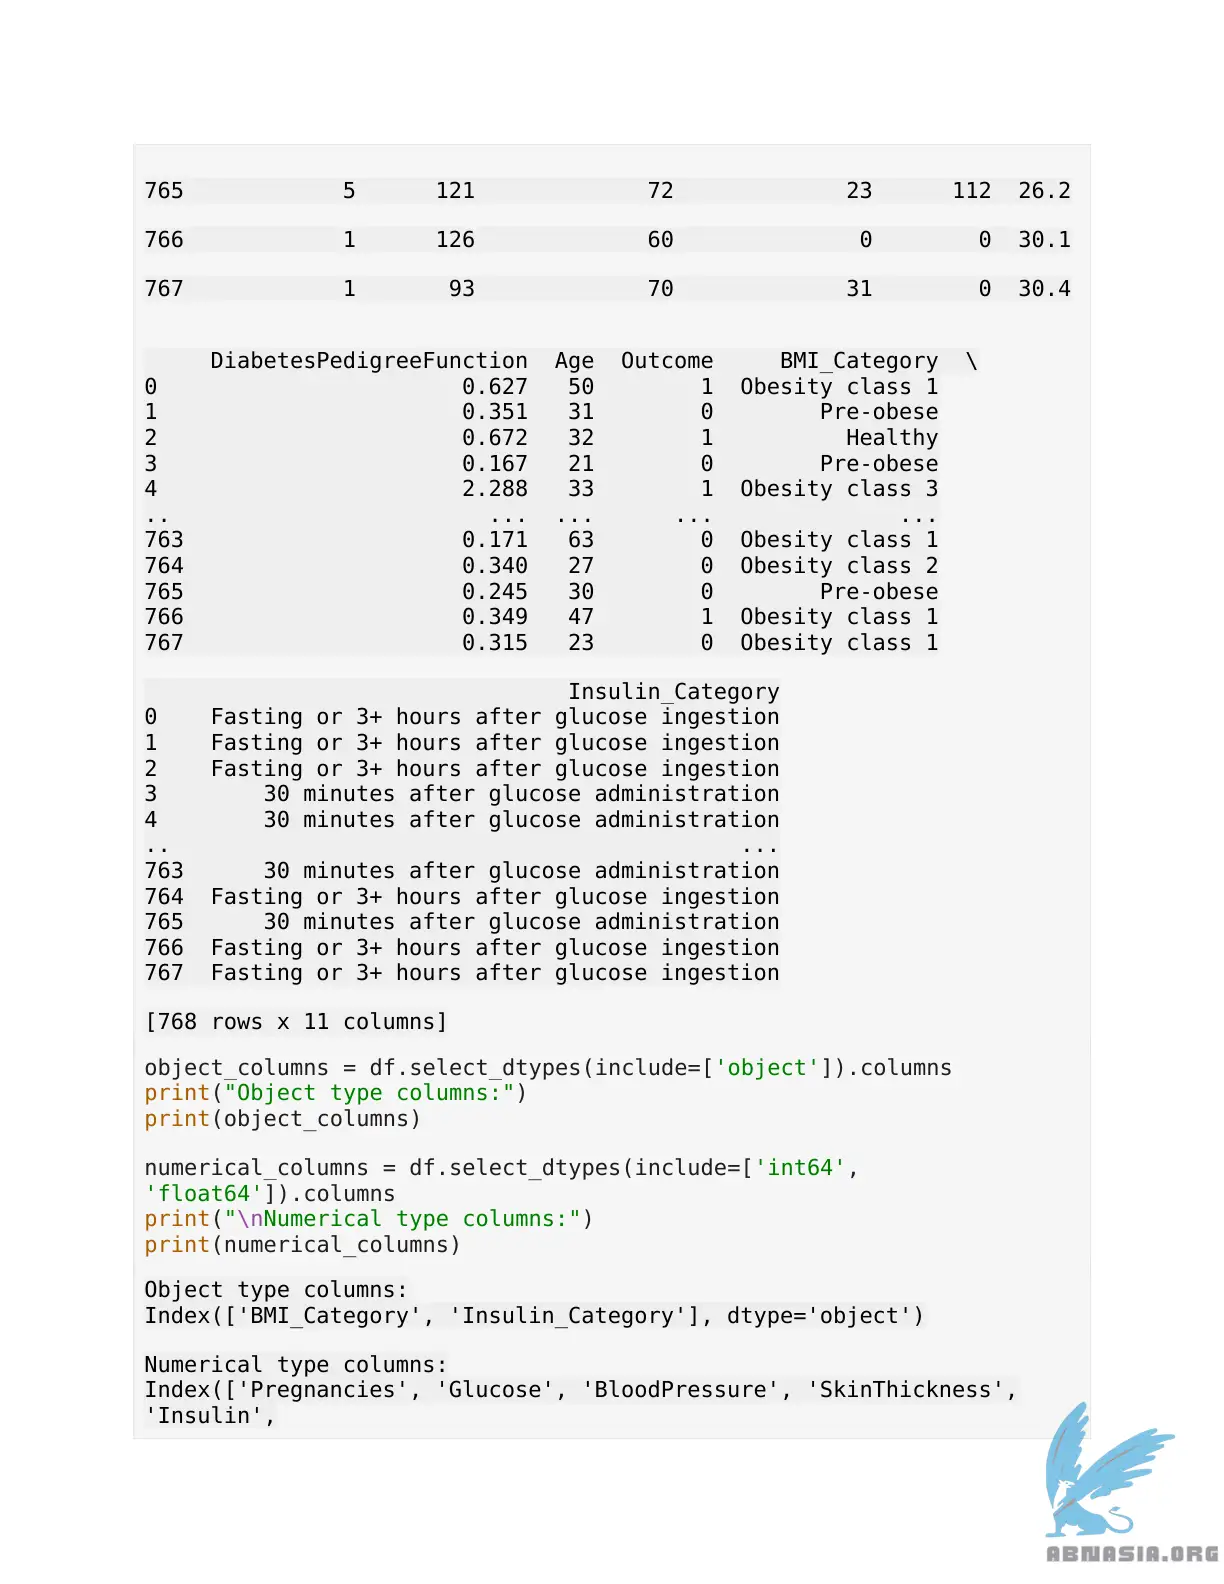 765            5      121             72             23      112  26.2
766            1      126             60              0        0  30.1
767            1       93             70             31        0  30.4
     DiabetesPedigreeFunction  Age  Outcome     BMI_Category  \
0                       0.627   50        1  Obesity class 1
1                       0.351   31        0        Pre-obese
2                       0.672   32        1          Healthy
3                       0.167   21        0        Pre-obese
4                       2.288   33        1  Obesity class 3
..                        ...  ...      ...              ...
763                     0.171   63        0  Obesity class 1
764                     0.340   27        0  Obesity class 2
765                     0.245   30        0        Pre-obese
766                     0.349   47        1  Obesity class 1
767                     0.315   23        0  Obesity class 1
                                Insulin_Category
0    Fasting or 3+ hours after glucose ingestion
1    Fasting or 3+ hours after glucose ingestion
2    Fasting or 3+ hours after glucose ingestion
3        30 minutes after glucose administration
4        30 minutes after glucose administration
..                                           ...
763      30 minutes after glucose administration
764  Fasting or 3+ hours after glucose ingestion
765      30 minutes after glucose administration
766  Fasting or 3+ hours after glucose ingestion
767  Fasting or 3+ hours after glucose ingestion
[768 rows x 11 columns]
object_columns = df.select_dtypes(include=['object']).columns
print("Object type columns:")
print(object_columns)
numerical_columns = df.select_dtypes(include=['int64',
'float64']).columns
print("\nNumerical type columns:")
print(numerical_columns)
Object type columns:
Index(['BMI_Category', 'Insulin_Category'], dtype='object')
Numerical type columns:
Index(['Pregnancies', 'Glucose', 'BloodPressure', 'SkinThickness',
'Insulin',
ABNASIA.ORG